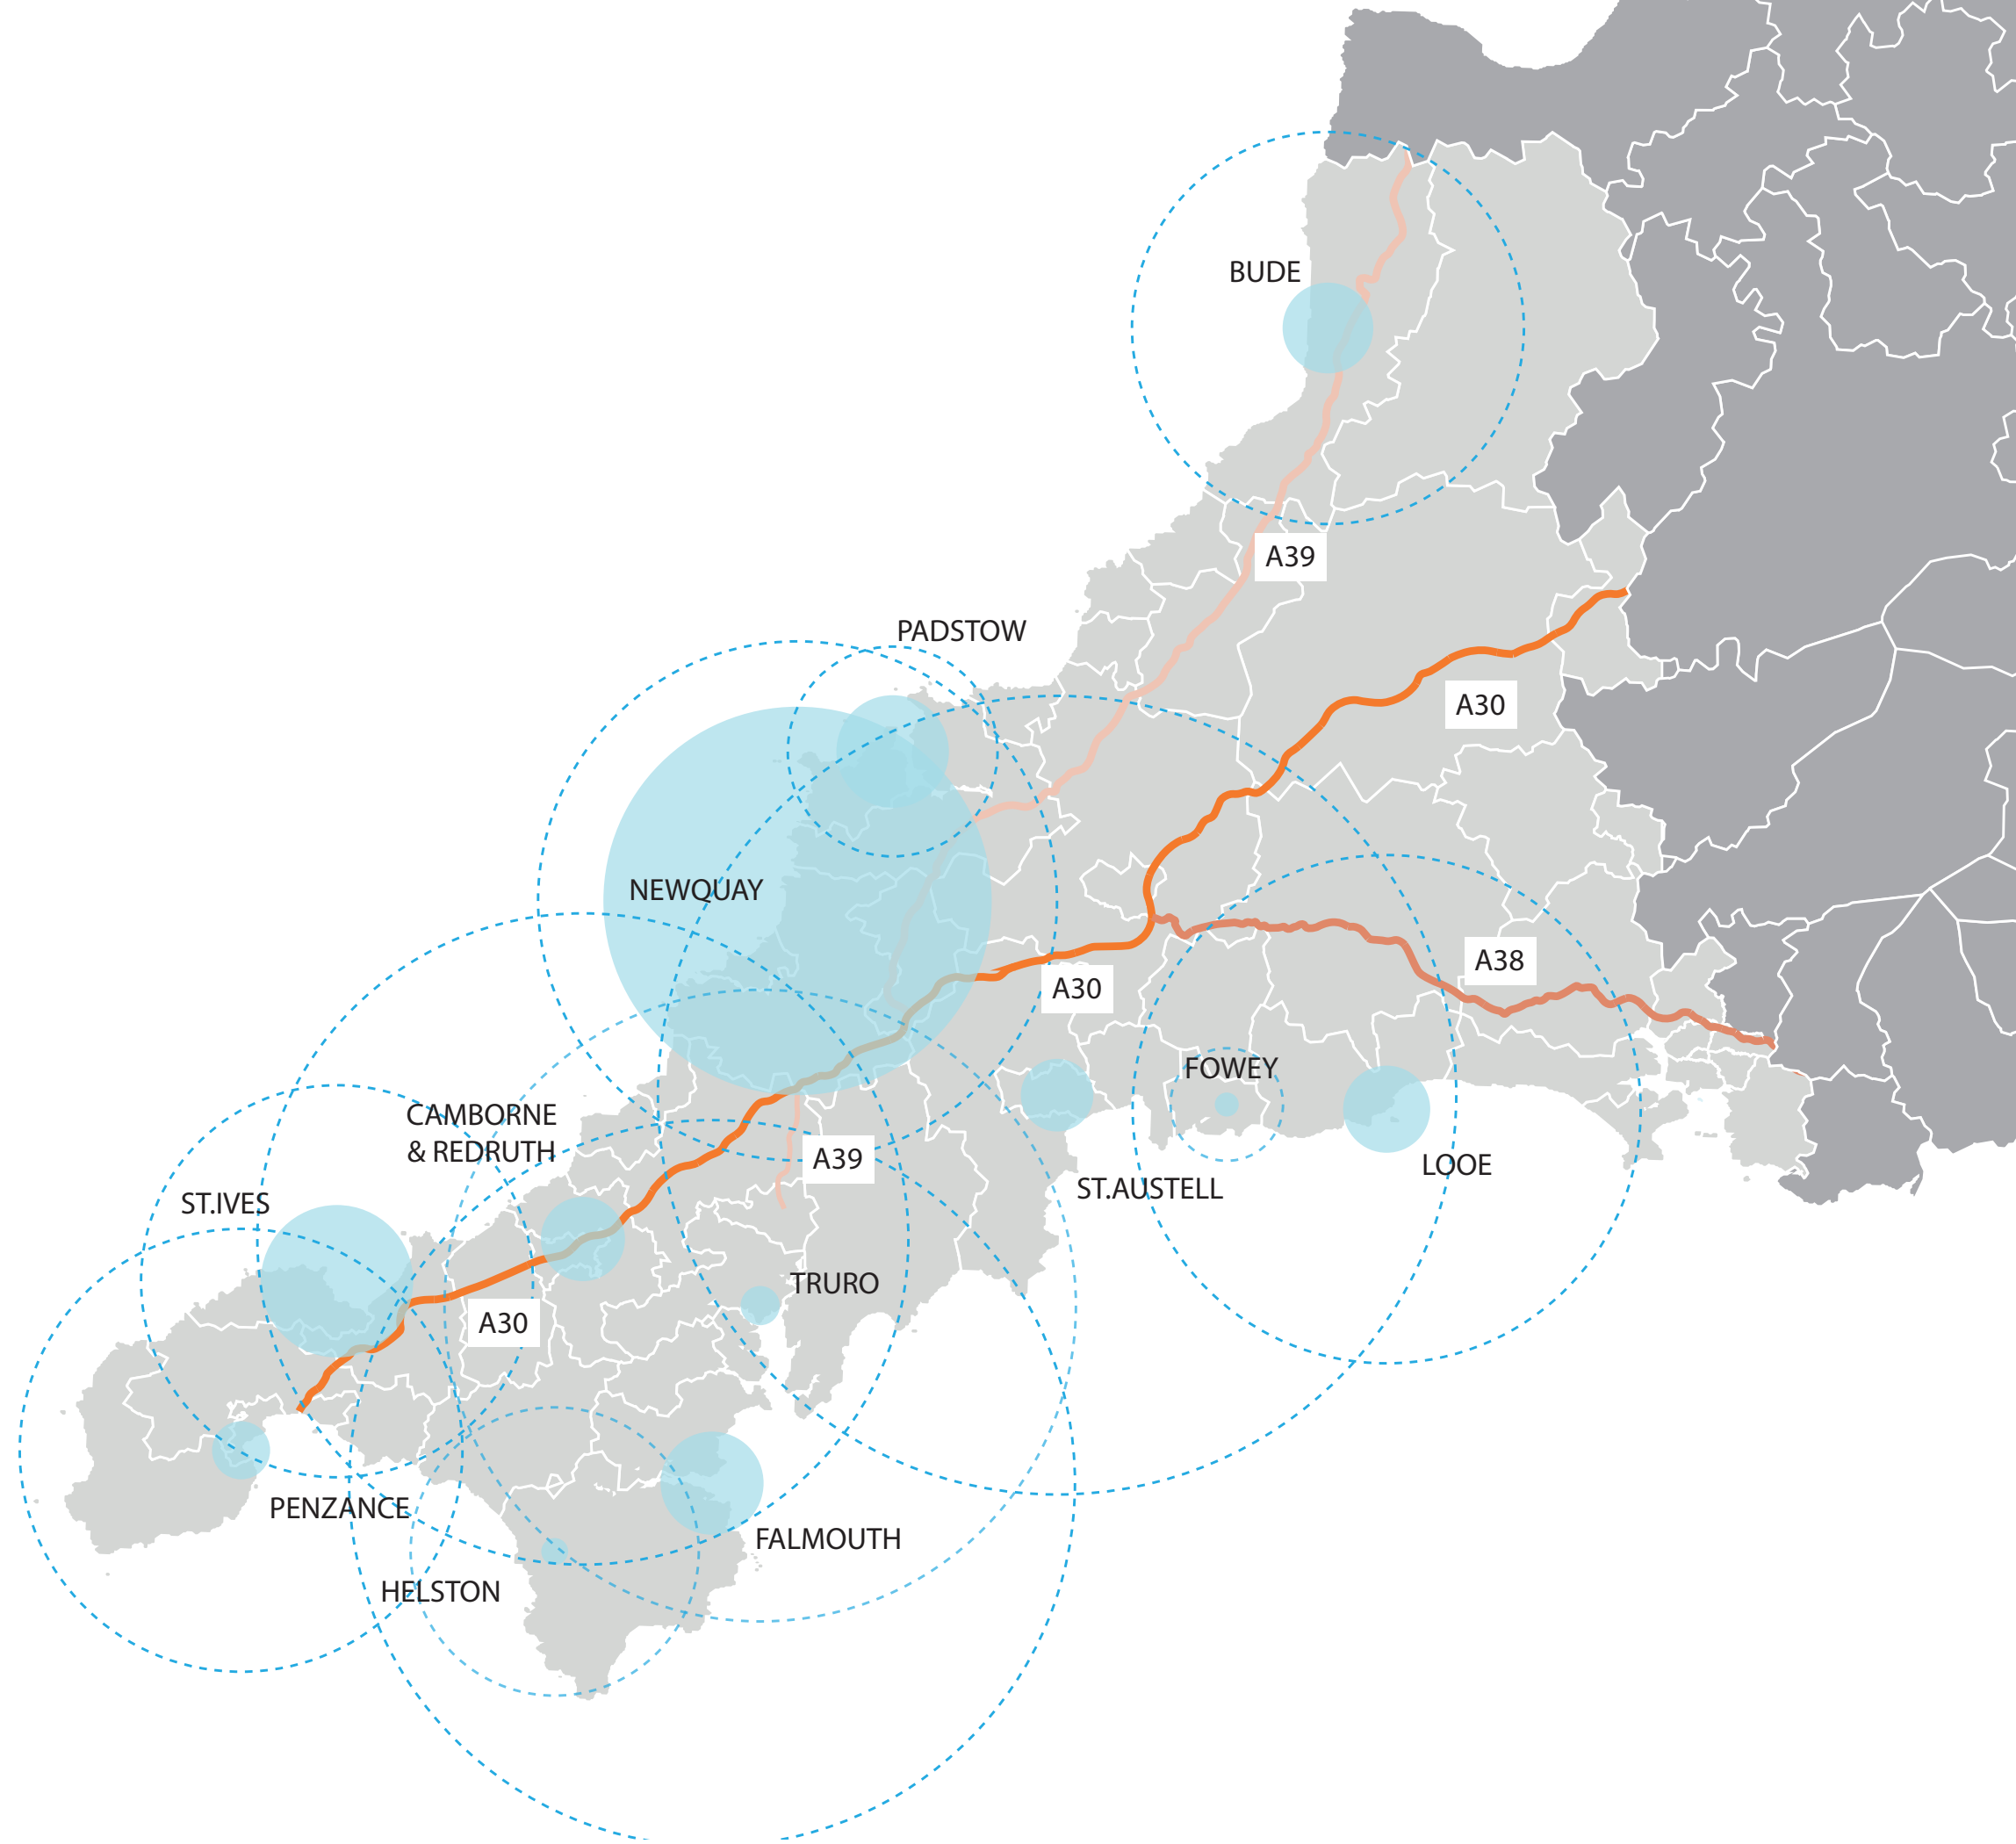 BUDE
A39
PADSTOW
A30
NEWQUAY
A38
A30
FOWEY
CAMBORNE
& REDRUTH
A39
LOOE
ST.AUSTELL
ST.IVES
TRURO
A30
PENZANCE
FALMOUTH
HELSTON